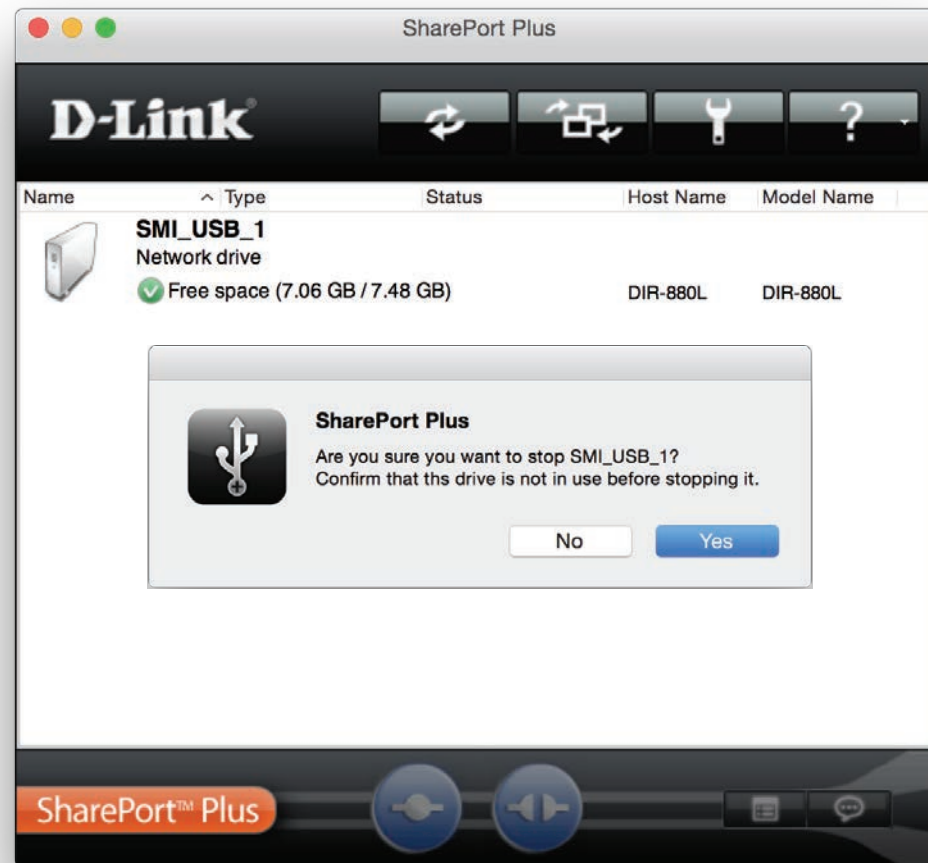 SharePort Plus
D-Link®
?
Name ^ Type Status Host Name Model Name
SMI_USB_1
Network drive
Free space (7.06 GB / 7.48 GB) DIR-880L DIR-880L
SharePort Plus
Are you sure you want to stop SMI_USB_1?
Confirm that ths drive is not in use before stopping it.
No Yes
SharePort™ Plus